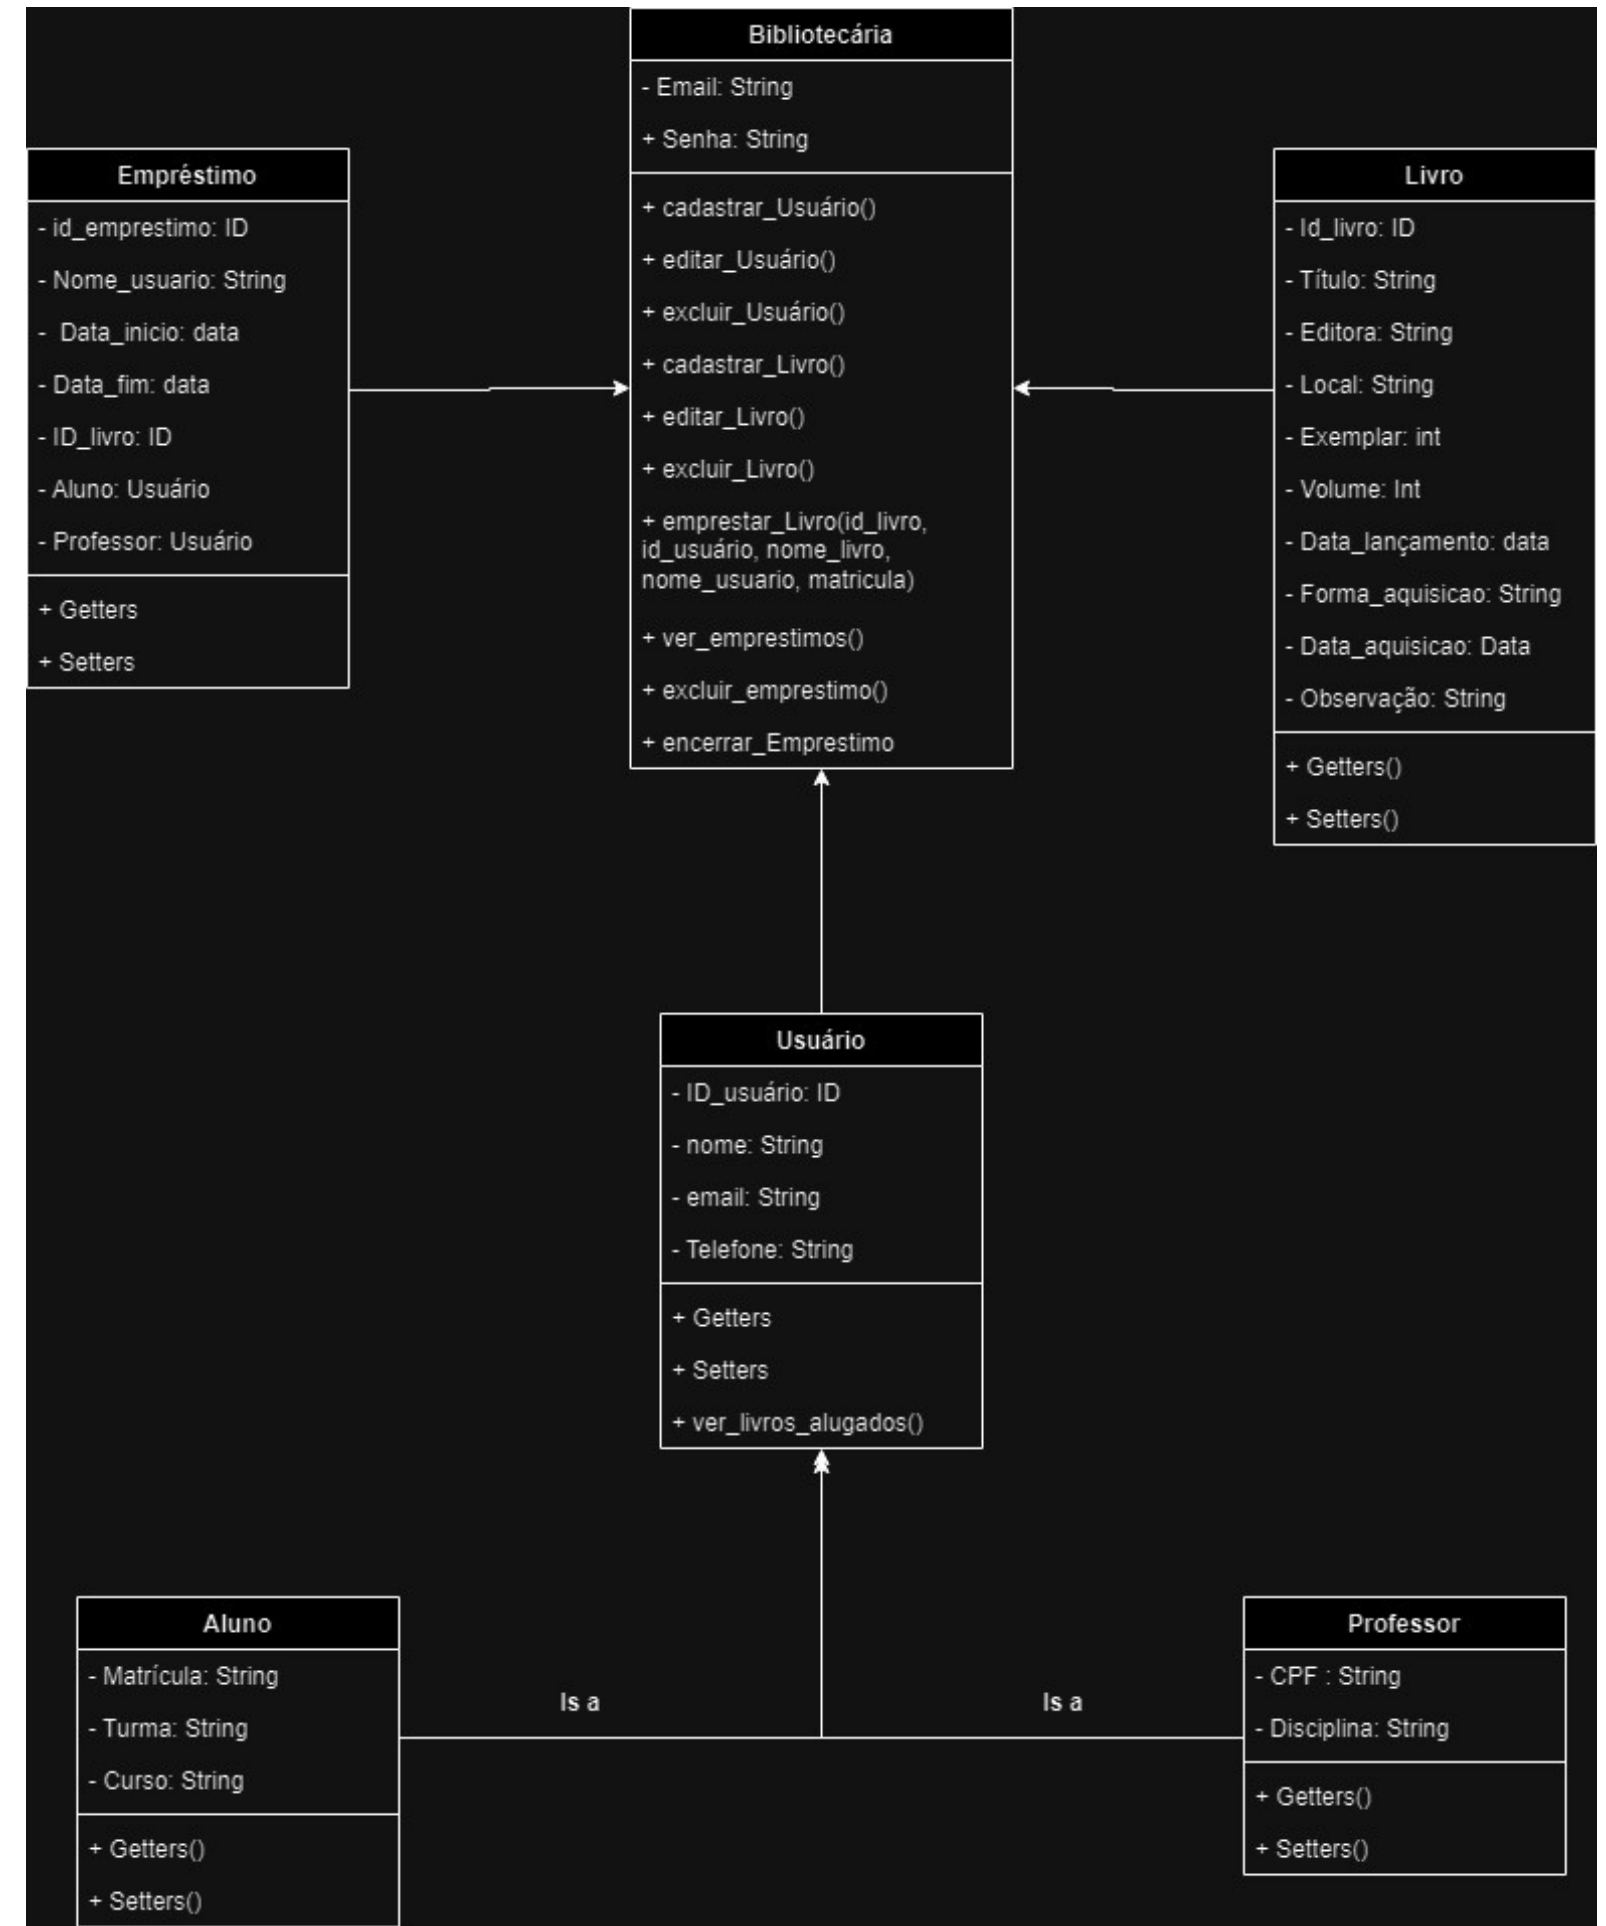 Bibliotecária
- Email: String
+ Senha: String
+ cadastrar_Usuário()
+ editar_Usuário()
+ excluir_Usuário()
+ cadastrar_Livro()
+ editar_Livro()
+ excluir_Livro()
+ emprestar_Livro(id_livro,
id_usuário, nome_livro,
nome_usuario, matricula)
+ ver_emprestimos()
+ excluir_emprestimo()
+ encerrar_Emprestimo
Empréstimo
- id_emprestimo: ID
- Nome_usuario: String
- Data_inicio: data
- Data_fim: data
- ID_livro: ID
- Aluno: Usuário
- Professor: Usuário
+ Getters
+ Setters
Livro
- Id_livro: ID
- Título: String
- Editora: String
- Local: String
- Exemplar: int
- Volume: Int
- Data_lançamento: data
- Forma_aquisicao: String
- Data_aquisicao: Data
- Observação: String
+ Getters()
+ Setters()
Usuário
- ID_usuário: ID
- nome: String
- email: String
- Telefone: String
+ Getters
+ Setters
+ ver_livros_alugados()
Aluno
- Matrícula: String
- Turma: String
- Curso: String
+ Getters()
+ Setters()
Is a
Is a
Professor
- CPF : String
- Disciplina: String
+ Getters()
+ Setters()